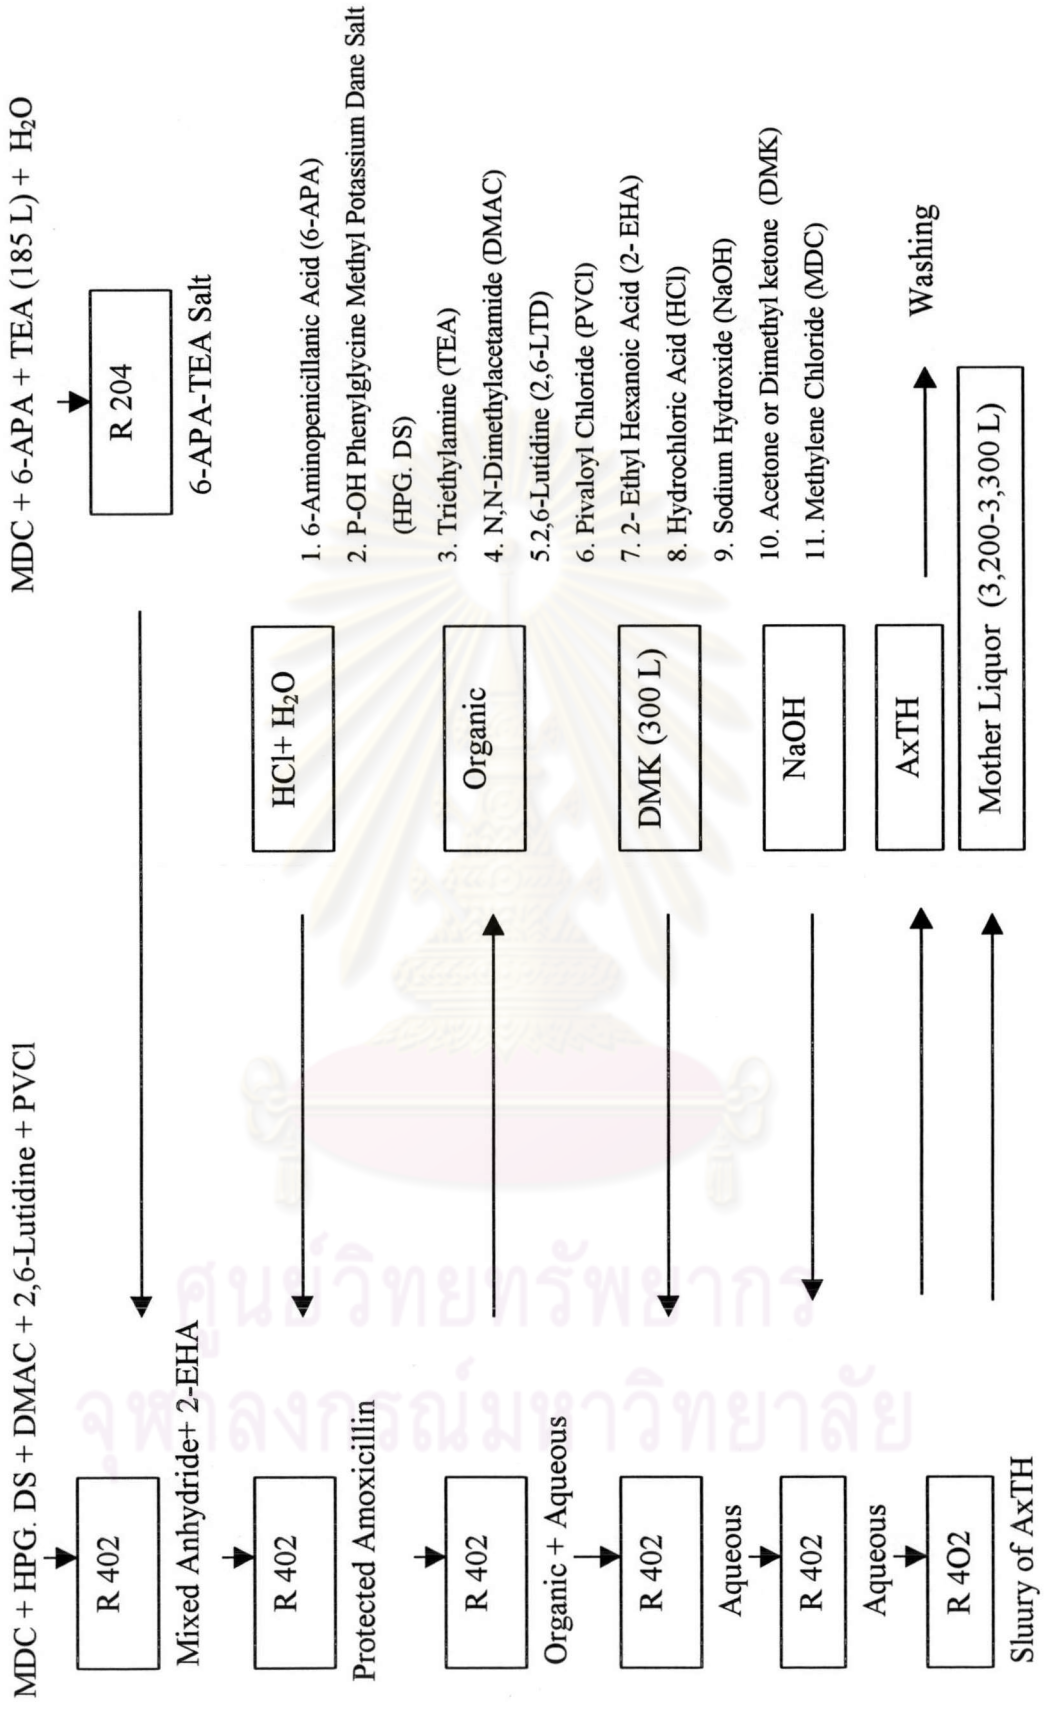 MDC + HPG. DS + DMAC + 2,6-Lutidine + PVCl
MDC + 6-APA + TEA (185 L) + H₂O
R 402
R 204
Mixed Anhydride+ 2-EHA
6-APA-TEA Salt
R 402
HCl+ H₂O
Protected Amoxicillin
R 402
Organic
Organic + Aqueous
R 402
DMK (300 L)
Aqueous
R 402
NaOH
Aqueous
R 4O2
AxTH
Washing
Mother Liquor (3,200-3,300 L)
Sluury of AxTH
1. 6-Aminopenicillanic Acid (6-APA)
2. P-OH Phenylglycine Methyl Potassium Dane Salt
(HPG. DS)
3. Triethylamine (TEA)
4. N,N-Dimethylacetamide (DMAC)
5.2,6-Lutidine (2,6-LTD)
6. Pivaloyl Chloride (PVCl)
7. 2- Ethyl Hexanoic Acid (2- EHA)
8. Hydrochloric Acid (HCl)
9. Sodium Hydroxide (NaOH)
10. Acetone or Dimethyl ketone (DMK)
11. Methylene Chloride (MDC)
ศูนย์วิทยทรัพยากร
จุฬาลงกรณ์มหาวิทยาลัย